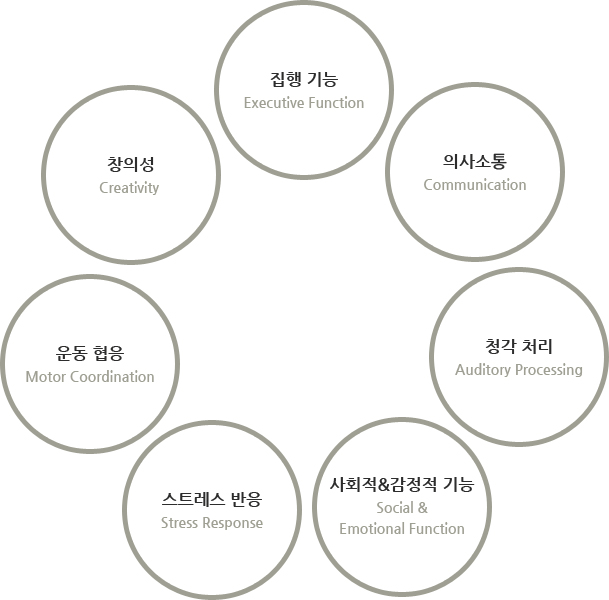 집행 기능
Executive Function
의사소통
Communication
창의성
Creativity
청각 처리
Auditory Processing
운동 협응
Motor Coordination
사회적&감정적 기능
Social &
Emotional Function
스트레스 반응
Stress Response